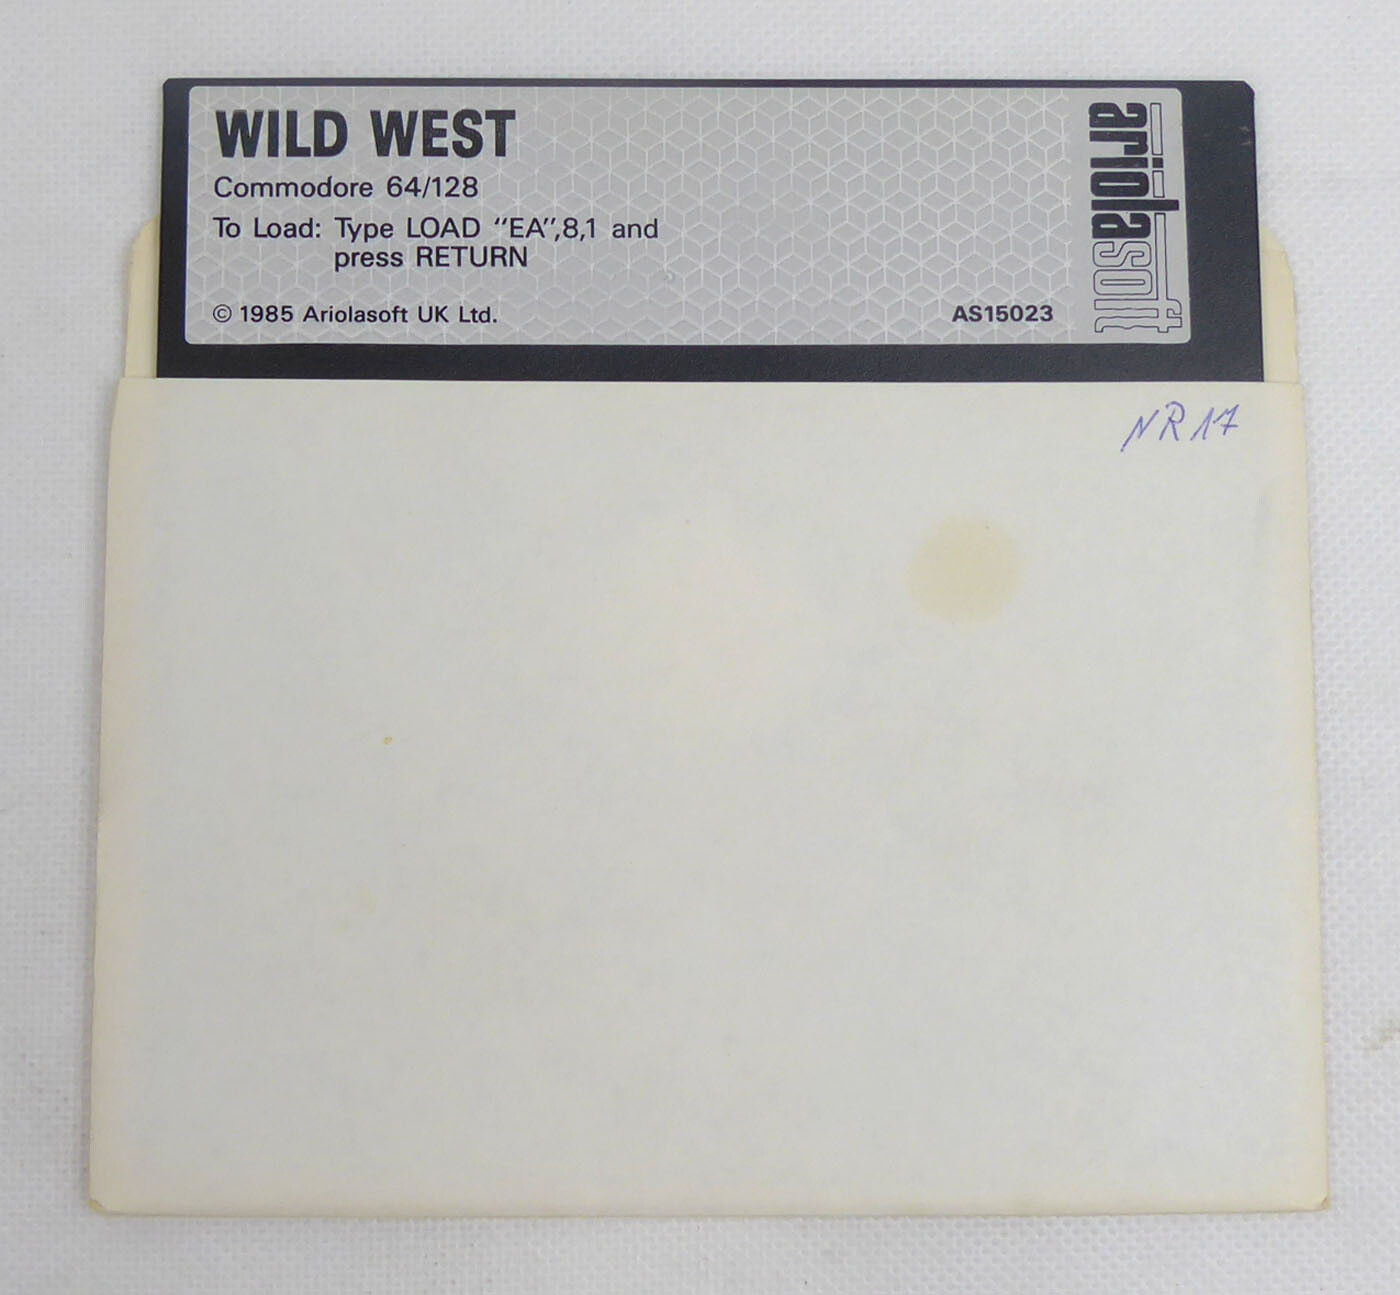 WILD WEST
Commodore 64/128
To Load: Type LOAD "EA",8,1 and
press RETURN
© 1985 Ariolasoft UK Ltd.
AS15023
ariolasoft
NR 17